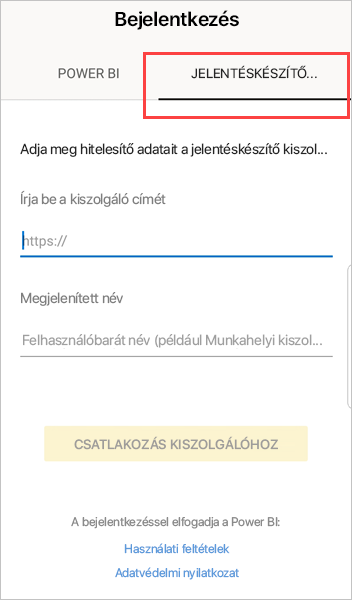 Bejelentkezés
POWER BI
JELENTÉSKÉSZÍTŐ...
Adja meg hitelesítő adatait a jelentéskészítő kiszol...
Írja be a kiszolgáló címét
https://
Megjelenített név
Felhasználóbarát név (például Munkahelyi kiszol...
CSATLAKOZÁS KISZOLGÁLÓHOZ
A bejelentkezéssel elfogadja a Power BI:
Használati feltételek
Adatvédelmi nyilatkozat